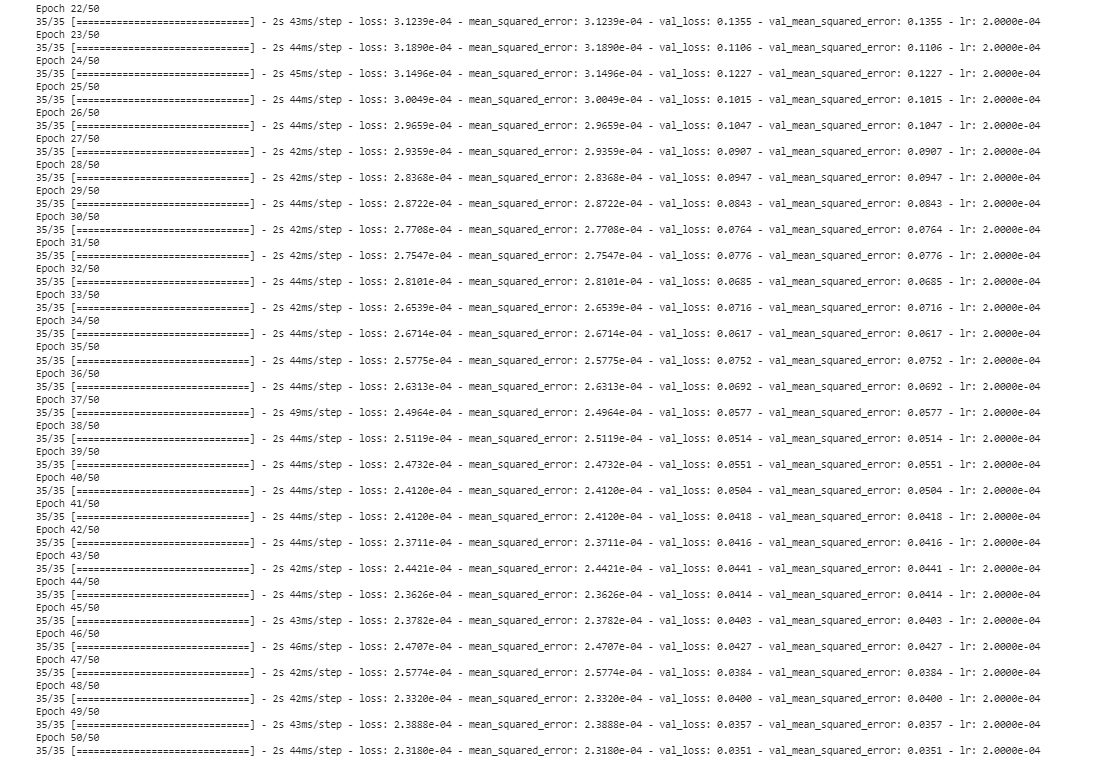 Epoch 22/50
35/35 [==============================] - 2s 43ms/step - loss: 3.1239e-04 - mean_squared_error: 3.1239e-04 - val_loss: 0.1355 - val_mean_squared_error: 0.1355 - lr: 2.0000e-04
Epoch 23/50
35/35 [==============================] - 2s 44ms/step - loss: 3.1890e-04 - mean_squared_error: 3.1890e-04 - val_loss: 0.1106 - val_mean_squared_error: 0.1106 - lr: 2.0000e-04
Epoch 24/50
35/35 [==============================] - 2s 45ms/step - loss: 3.1496e-04 - mean_squared_error: 3.1496e-04 - val_loss: 0.1227 - val_mean_squared_error: 0.1227 - lr: 2.0000e-04
Epoch 25/50
35/35 [==============================] - 2s 44ms/step - loss: 3.0049e-04 - mean_squared_error: 3.0049e-04 - val_loss: 0.1015 - val_mean_squared_error: 0.1015 - lr: 2.0000e-04
Epoch 26/50
35/35 [==============================] - 2s 44ms/step - loss: 2.9659e-04 - mean_squared_error: 2.9659e-04 - val_loss: 0.1047 - val_mean_squared_error: 0.1047 - lr: 2.0000e-04
Epoch 27/50
35/35 [==============================] - 2s 42ms/step - loss: 2.9359e-04 - mean_squared_error: 2.9359e-04 - val_loss: 0.0907 - val_mean_squared_error: 0.0907 - lr: 2.0000e-04
Epoch 28/50
35/35 [==============================] - 2s 42ms/step - loss: 2.8368e-04 - mean_squared_error: 2.8368e-04 - val_loss: 0.0947 - val_mean_squared_error: 0.0947 - lr: 2.0000e-04
Epoch 29/50
35/35 [==============================] - 2s 44ms/step - loss: 2.8722e-04 - mean_squared_error: 2.8722e-04 - val_loss: 0.0843 - val_mean_squared_error: 0.0843 - lr: 2.0000e-04
Epoch 30/50
35/35 [==============================] - 2s 42ms/step - loss: 2.7708e-04 - mean_squared_error: 2.7708e-04 - val_loss: 0.0764 - val_mean_squared_error: 0.0764 - lr: 2.0000e-04
Epoch 31/50
35/35 [==============================] - 2s 42ms/step - loss: 2.7547e-04 - mean_squared_error: 2.7547e-04 - val_loss: 0.0776 - val_mean_squared_error: 0.0776 - lr: 2.0000e-04
Epoch 32/50
35/35 [==============================] - 2s 44ms/step - loss: 2.8101e-04 - mean_squared_error: 2.8101e-04 - val_loss: 0.0685 - val_mean_squared_error: 0.0685 - lr: 2.0000e-04
Epoch 33/50
35/35 [==============================] - 2s 42ms/step - loss: 2.6539e-04 - mean_squared_error: 2.6539e-04 - val_loss: 0.0716 - val_mean_squared_error: 0.0716 - lr: 2.0000e-04
Epoch 34/50
35/35 [==============================] - 2s 44ms/step - loss: 2.6714e-04 - mean_squared_error: 2.6714e-04 - val_loss: 0.0617 - val_mean_squared_error: 0.0617 - lr: 2.0000e-04
Epoch 35/50
35/35 [==============================] - 2s 44ms/step - loss: 2.5775e-04 - mean_squared_error: 2.5775e-04 - val_loss: 0.0752 - val_mean_squared_error: 0.0752 - lr: 2.0000e-04
Epoch 36/50
35/35 [==============================] - 2s 44ms/step - loss: 2.6313e-04 - mean_squared_error: 2.6313e-04 - val_loss: 0.0692 - val_mean_squared_error: 0.0692 - lr: 2.0000e-04
Epoch 37/50
35/35 [==============================] - 2s 49ms/step - loss: 2.4964e-04 - mean_squared_error: 2.4964e-04 - val_loss: 0.0577 - val_mean_squared_error: 0.0577 - lr: 2.0000e-04
Epoch 38/50
35/35 [==============================] - 2s 44ms/step - loss: 2.5119e-04 - mean_squared_error: 2.5119e-04 - val_loss: 0.0514 - val_mean_squared_error: 0.0514 - lr: 2.0000e-04
Epoch 39/50
35/35 [==============================] - 2s 44ms/step - loss: 2.4732e-04 - mean_squared_error: 2.4732e-04 - val_loss: 0.0551 - val_mean_squared_error: 0.0551 - lr: 2.0000e-04
Epoch 40/50
35/35 [==============================] - 2s 44ms/step - loss: 2.4120e-04 - mean_squared_error: 2.4120e-04 - val_loss: 0.0504 - val_mean_squared_error: 0.0504 - lr: 2.0000e-04
Epoch 41/50
35/35 [==============================] - 2s 44ms/step - loss: 2.4120e-04 - mean_squared_error: 2.4120e-04 - val_loss: 0.0418 - val_mean_squared_error: 0.0418 - lr: 2.0000e-04
Epoch 42/50
35/35 [==============================] - 2s 44ms/step - loss: 2.3711e-04 - mean_squared_error: 2.3711e-04 - val_loss: 0.0416 - val_mean_squared_error: 0.0416 - lr: 2.0000e-04
Epoch 43/50
35/35 [==============================] - 2s 42ms/step - loss: 2.4421e-04 - mean_squared_error: 2.4421e-04 - val_loss: 0.0441 - val_mean_squared_error: 0.0441 - lr: 2.0000e-04
Epoch 44/50
35/35 [==============================] - 2s 44ms/step - loss: 2.3626e-04 - mean_squared_error: 2.3626e-04 - val_loss: 0.0414 - val_mean_squared_error: 0.0414 - lr: 2.0000e-04
Epoch 45/50
35/35 [==============================] - 2s 43ms/step - loss: 2.3782e-04 - mean_squared_error: 2.3782e-04 - val_loss: 0.0403 - val_mean_squared_error: 0.0403 - lr: 2.0000e-04
Epoch 46/50
35/35 [==============================] - 2s 46ms/step - loss: 2.4707e-04 - mean_squared_error: 2.4707e-04 - val_loss: 0.0427 - val_mean_squared_error: 0.0427 - lr: 2.0000e-04
Epoch 47/50
35/35 [==============================] - 2s 42ms/step - loss: 2.5774e-04 - mean_squared_error: 2.5774e-04 - val_loss: 0.0384 - val_mean_squared_error: 0.0384 - lr: 2.0000e-04
Epoch 48/50
35/35 [==============================] - 2s 42ms/step - loss: 2.3320e-04 - mean_squared_error: 2.3320e-04 - val_loss: 0.0400 - val_mean_squared_error: 0.0400 - lr: 2.0000e-04
Epoch 49/50
35/35 [==============================] - 2s 43ms/step - loss: 2.3888e-04 - mean_squared_error: 2.3888e-04 - val_loss: 0.0357 - val_mean_squared_error: 0.0357 - lr: 2.0000e-04
Epoch 50/50
35/35 [==============================] - 2s 44ms/step - loss: 2.3180e-04 - mean_squared_error: 2.3180e-04 - val_loss: 0.0351 - val_mean_squared_error: 0.0351 - lr: 2.0000e-04